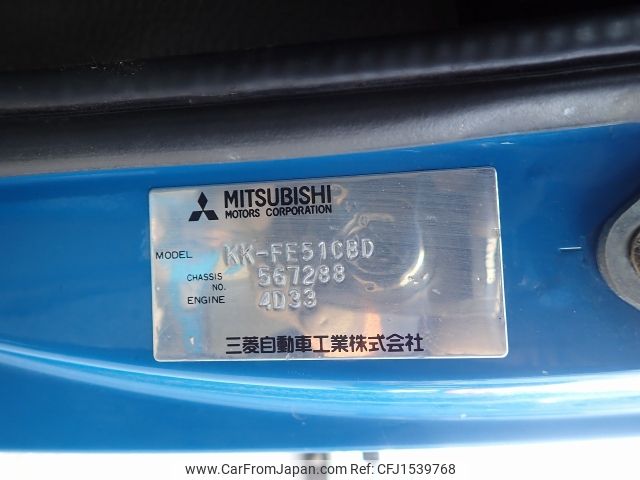 MITSUBISHI
MOTORS CORPORATION
MODEL KK-FE51CBD
CHASSIS NO. 567288
ENGINE 4D33
三菱自動車工業株式会社
www.CarFromJapan.com - CFJ1539768